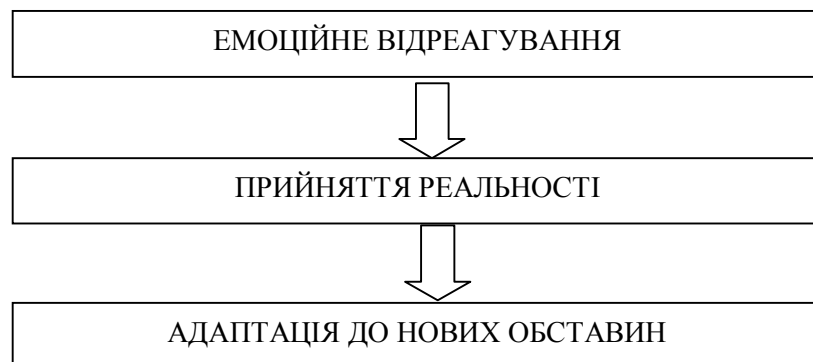 ЕМОЦІЙНЕ ВІДРЕАГУВАННЯ
ПРИЙНЯТТЯ РЕАЛЬНОСТІ
АДАПТАЦІЯ ДО НОВИХ ОБСТАВИН